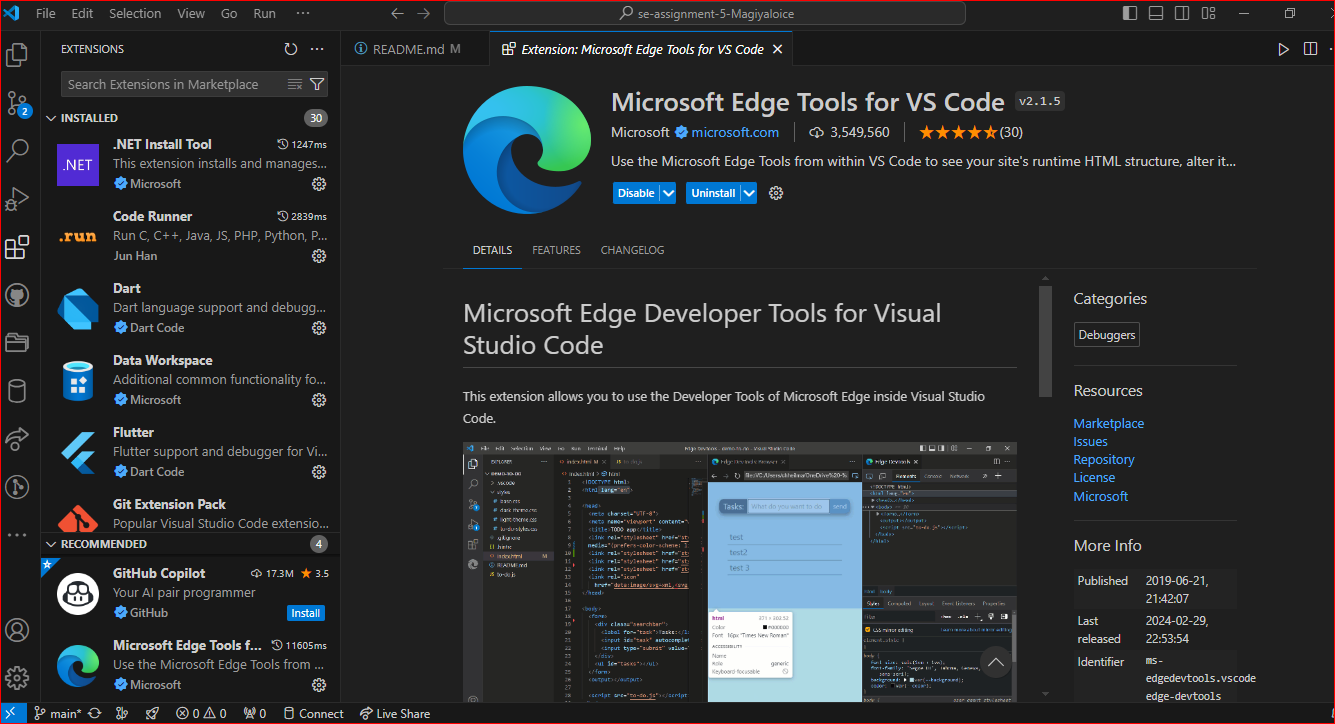 File Edit Selection View Go Run ··· se-assignment-5-Magiyaloice
EXTENSIONS
README.md M
Extension: Microsoft Edge Tools for VS Code
Search Extensions in Marketplace
2
INSTALLED 30
.NET
.NET Install Tool 1247ms
This extension installs and manages...
Microsoft
.run
Code Runner 2839ms
Run C, C++, Java, JS, PHP, Python, P...
Jun Han
Dart
Dart language support and debugg...
Dart Code
Data Workspace
Additional common functionality fo...
Microsoft
Flutter
Flutter support and debugger for Vi...
Dart Code
Git Extension Pack
Popular Visual Studio Code extensio...
RECOMMENDED 4
GitHub Copilot 17.3M 3.5
Your AI pair programmer
GitHub Install
Microsoft Edge Tools f... 11605ms
Use the Microsoft Edge Tools from ...
Microsoft
Microsoft Edge Tools for VS Code v2.1.5
Microsoft microsoft.com 3,549,560 (30)
Use the Microsoft Edge Tools from within VS Code to see your site's runtime HTML structure, alter it...
Disable Uninstall
DETAILS FEATURES CHANGELOG
Microsoft Edge Developer Tools for Visual
Studio Code
This extension allows you to use the Developer Tools of Microsoft Edge inside Visual Studio
Code.
Tasks: What do you want to do send
test
test2
test 3
Categories
Debuggers
Resources
Marketplace
Issues
Repository
License
Microsoft
More Info
Published 2019-06-21,
21:42:07
Last 2024-02-29,
released 22:53:54
Identifier ms-
edgedevtools.vscode
edge-devtools
main* 0 0 0 Connect Live Share